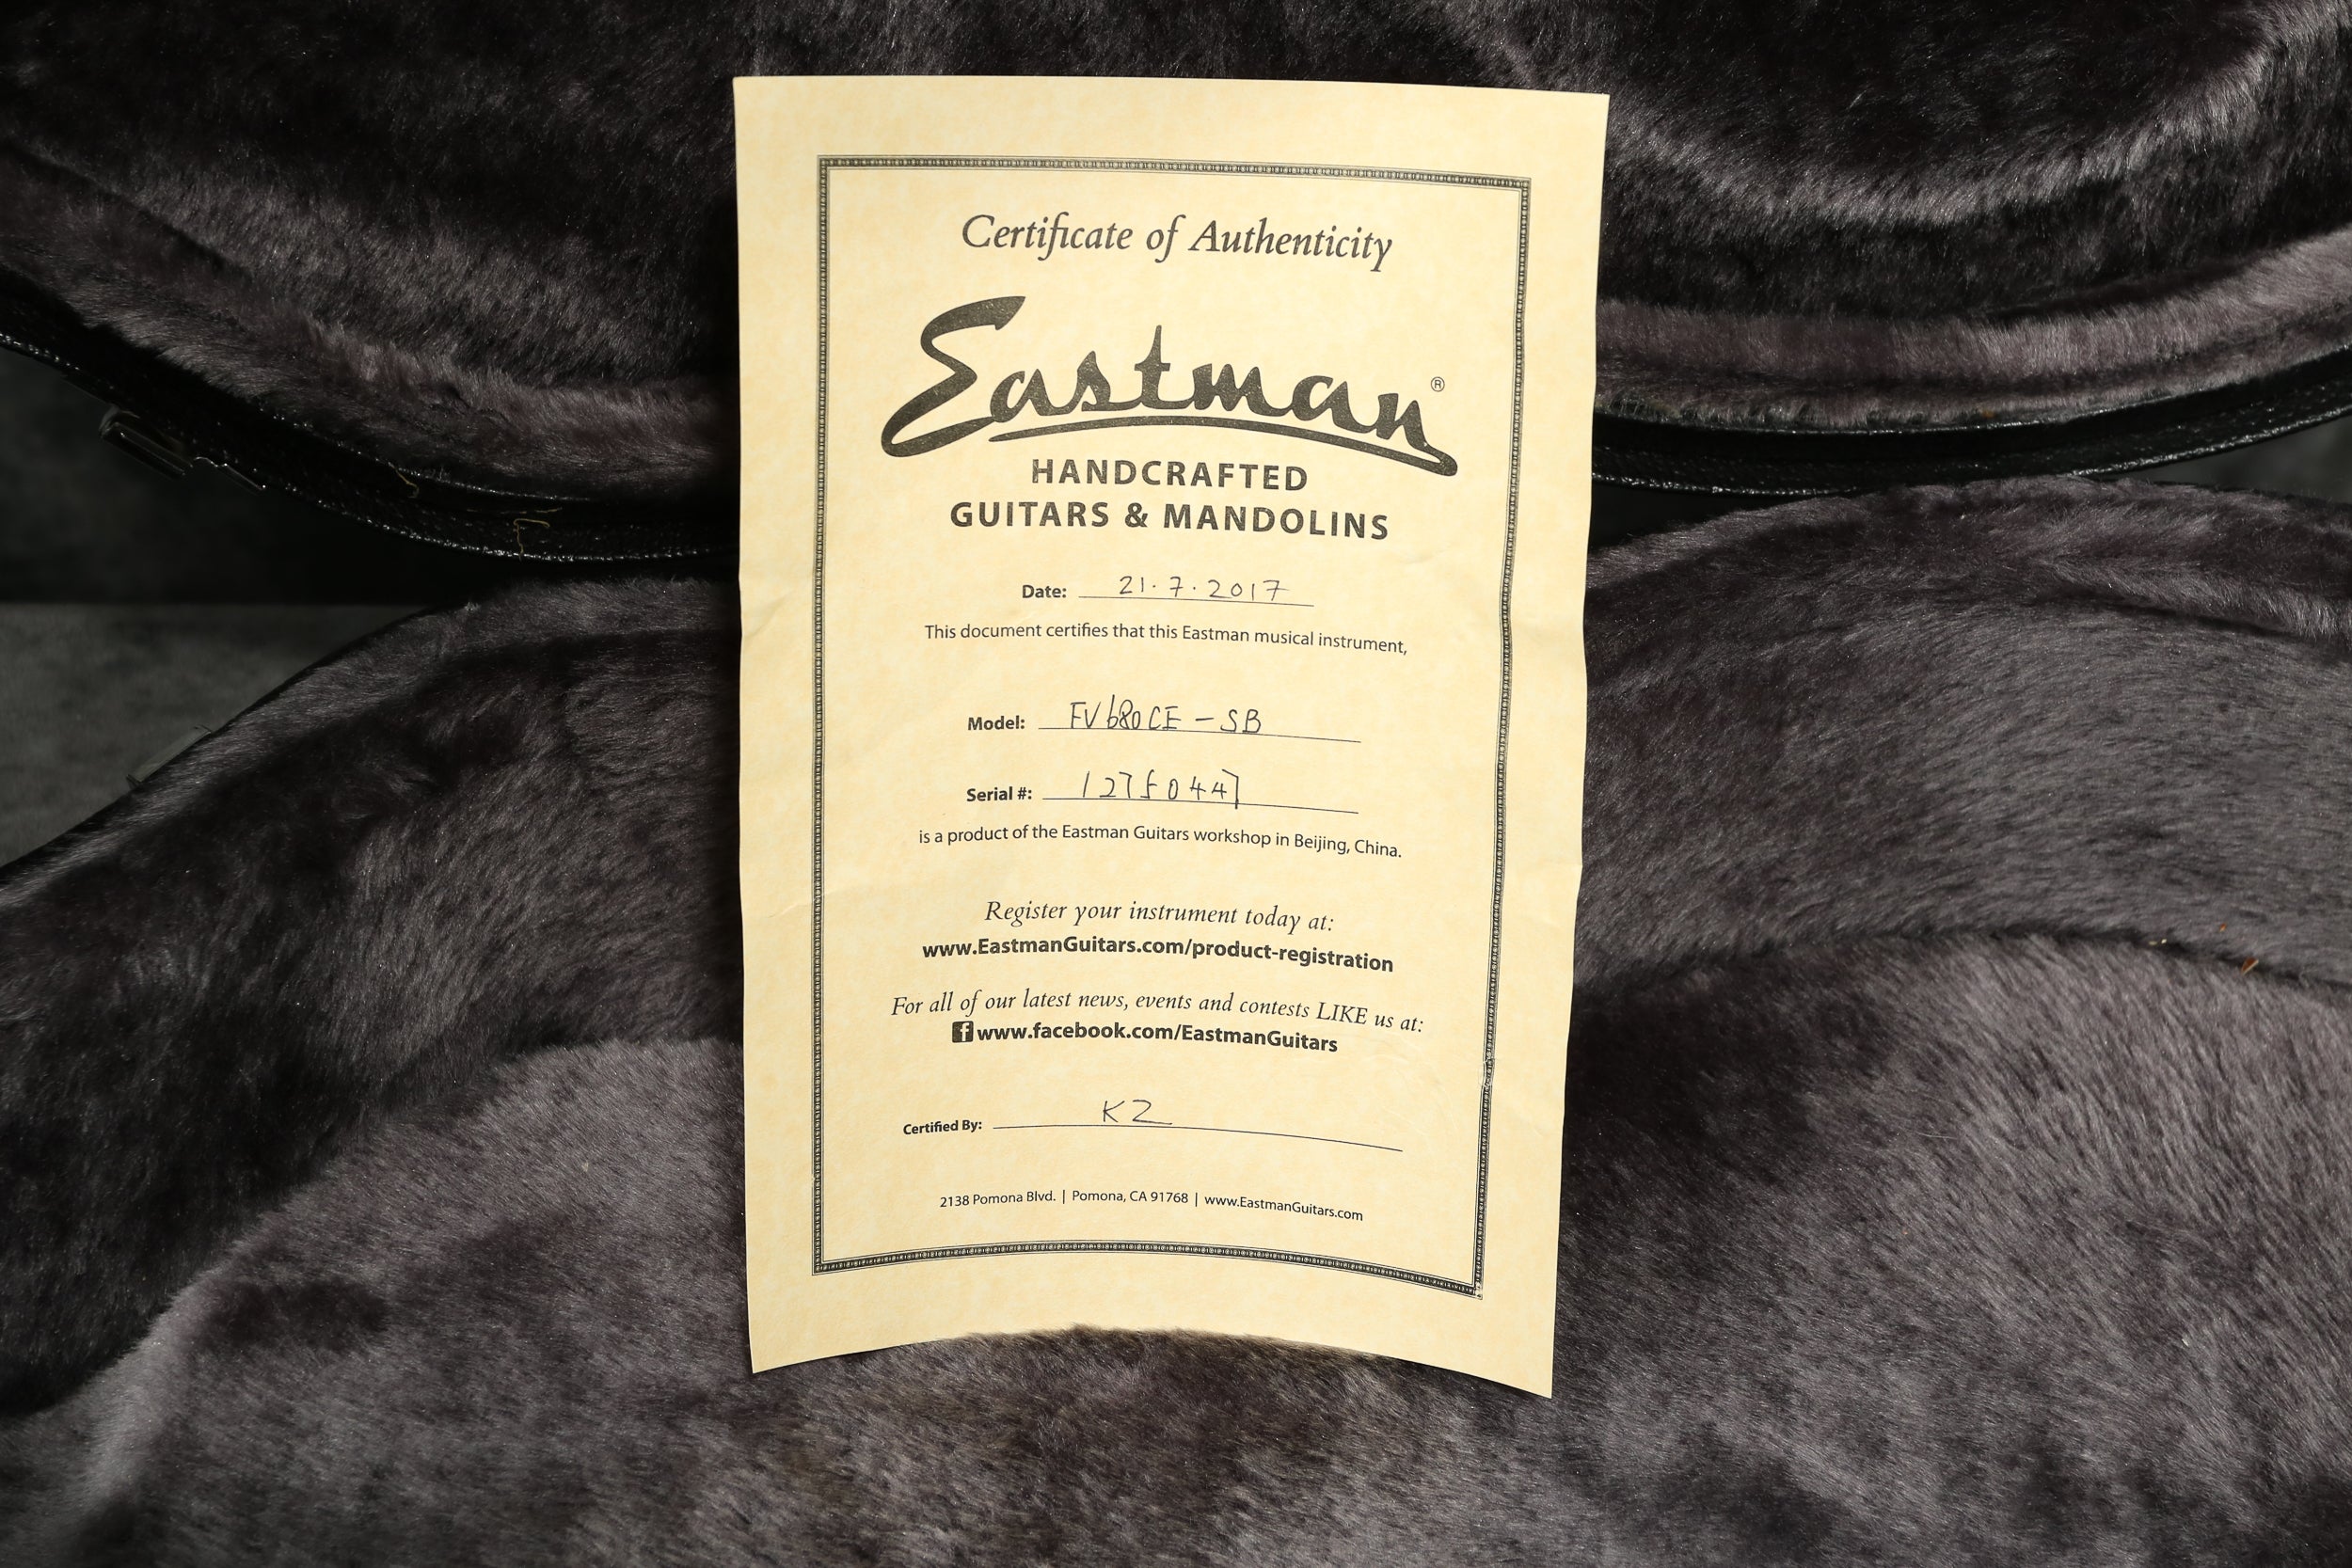 Certificate of Authenticity
Eastman®
HANDCRAFTED
GUITARS & MANDOLINS
Date: 21.7.2017
This document certifies that this Eastman musical instrument,
Model: FV680CE-SB
Serial #: 12750447
is a product of the Eastman Guitars workshop in Beijing, China.
Register your instrument today at:
www.EastmanGuitars.com/product-registration
For all of our latest news, events and contests LIKE us at:
f www.facebook.com/EastmanGuitars
Certified By: KZ
2138 Pomona Blvd. | Pomona, CA 91768 | www.EastmanGuitars.com